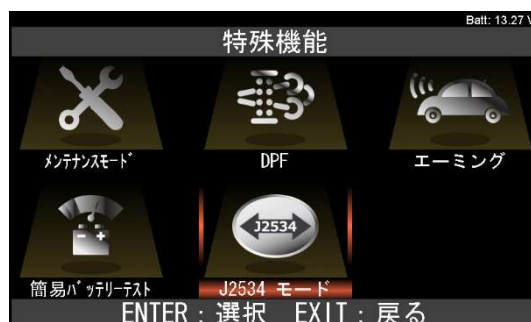 Batt: 13.27 V
特殊機能
ﾒﾝﾃﾅﾝｽﾓｰﾄﾞ
DPF
エーミング
J2534
簡易ﾊﾞｯﾃﾘｰﾃｽﾄ
J2534 モード
ENTER：選択 EXIT：戻る